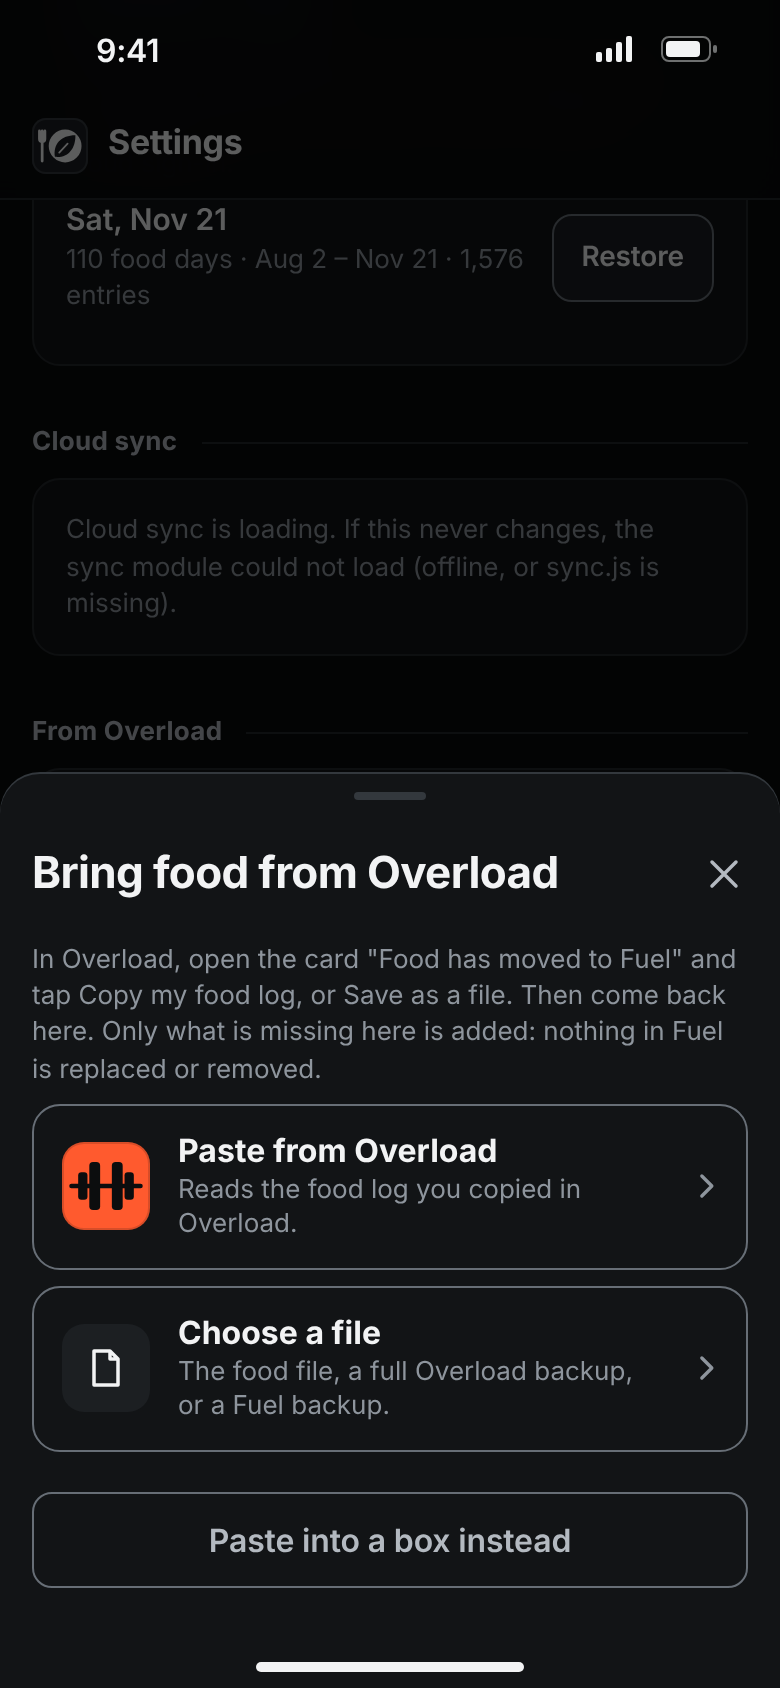 9:41
Settings
Sat, Nov 21
110 food days · Aug 2 – Nov 21 · 1,576
entries
Restore
Cloud sync
Cloud sync is loading. If this never changes, the
sync module could not load (offline, or sync.js is
missing).
From Overload
Bring food from Overload
In Overload, open the card "Food has moved to Fuel" and
tap Copy my food log, or Save as a file. Then come back
here. Only what is missing here is added: nothing in Fuel
is replaced or removed.
Paste from Overload
Reads the food log you copied in
Overload.
Choose a file
The food file, a full Overload backup,
or a Fuel backup.
Paste into a box instead